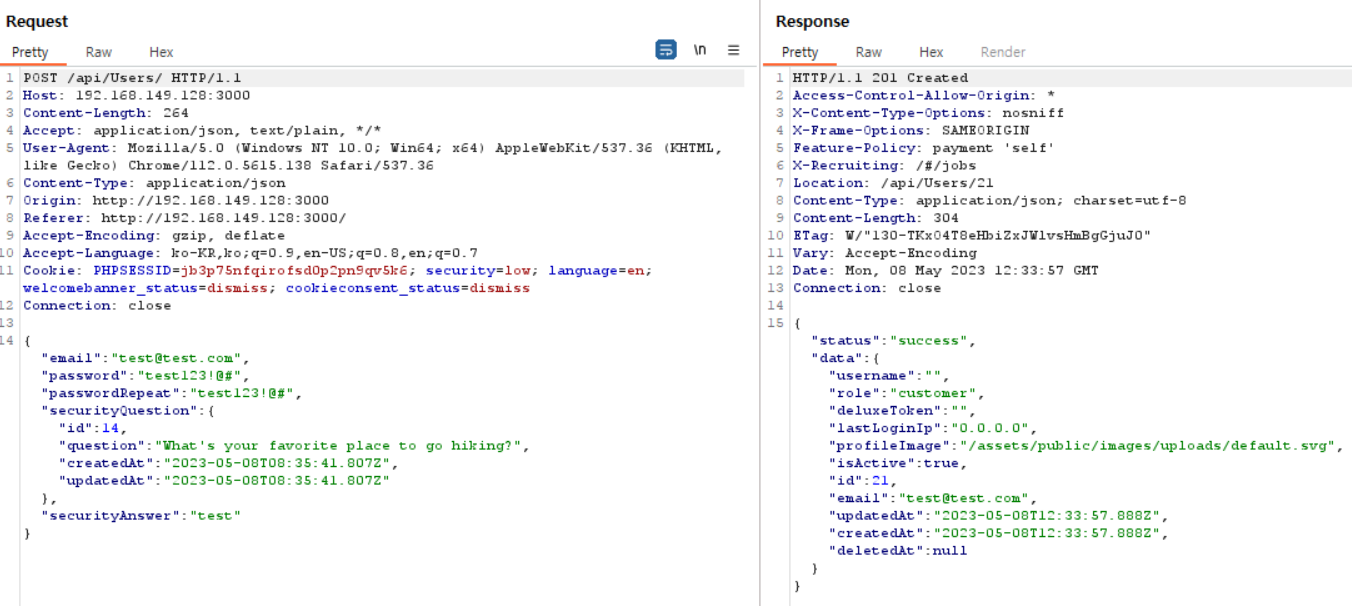 Request
Pretty Raw Hex \n
1 POST /api/Users/ HTTP/1.1
2 Host: 192.168.149.128:3000
3 Content-Length: 264
4 Accept: application/json, text/plain, */*
5 User-Agent: Mozilla/5.0 (Windows NT 10.0; Win64; x64) AppleWebKit/537.36 (KHTML,
like Gecko) Chrome/112.0.5615.138 Safari/537.36
6 Content-Type: application/json
7 Origin: http://192.168.149.128:3000
8 Referer: http://192.168.149.128:3000/
9 Accept-Encoding: gzip, deflate
10 Accept-Language: ko-KR,ko;q=0.9,en-US;q=0.8,en;q=0.7
11 Cookie: PHPSESSID=jb3p75nfqirofsd0p2pn9qv5k6; security=low; language=en;
welcomebanner_status=dismiss; cookieconsent_status=dismiss
12 Connection: close
13
14 {
"email":"test@test.com",
"password":"test123!@#",
"passwordRepeat":"test123!@#",
"securityQuestion":{
"id":14,
"question":"What's your favorite place to go hiking?",
"createdAt":"2023-05-08T08:35:41.807Z",
"updatedAt":"2023-05-08T08:35:41.807Z"
},
"securityAnswer":"test"
}
Response
Pretty Raw Hex Render
1 HTTP/1.1 201 Created
2 Access-Control-Allow-Origin: *
3 X-Content-Type-Options: nosniff
4 X-Frame-Options: SAMEORIGIN
5 Feature-Policy: payment 'self'
6 X-Recruiting: /#/jobs
7 Location: /api/Users/21
8 Content-Type: application/json; charset=utf-8
9 Content-Length: 304
10 ETag: W/"130-TKx04T8eHbiZxJWlvsHmBgGjuJ0"
11 Vary: Accept-Encoding
12 Date: Mon, 08 May 2023 12:33:57 GMT
13 Connection: close
14
15 {
"status":"success",
"data":{
"username":"",
"role":"customer",
"deluxeToken":"",
"lastLoginIp":"0.0.0.0",
"profileImage":"/assets/public/images/uploads/default.svg",
"isActive":true,
"id":21,
"email":"test@test.com",
"updatedAt":"2023-05-08T12:33:57.888Z",
"createdAt":"2023-05-08T12:33:57.888Z",
"deletedAt":null
}
}